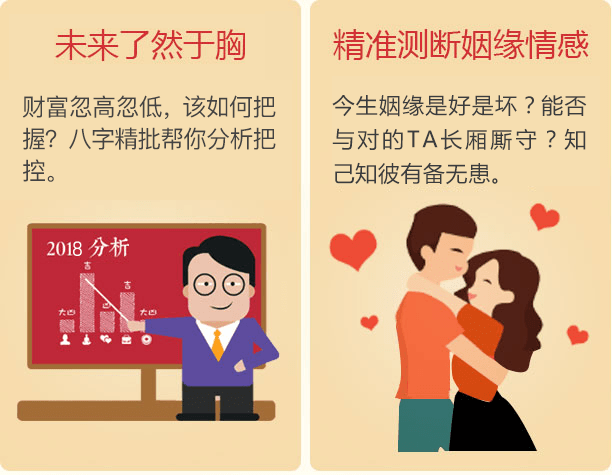 未来了然于胸
财富忽高忽低，该如何把
握？八字精批帮你分析把
控。
2018 分析
吉
吉
凶
大凶
大凶
精准测断姻缘情感
今生姻缘是好是坏？能否
与对的TA长厢厮守？知
己知彼有备无患。